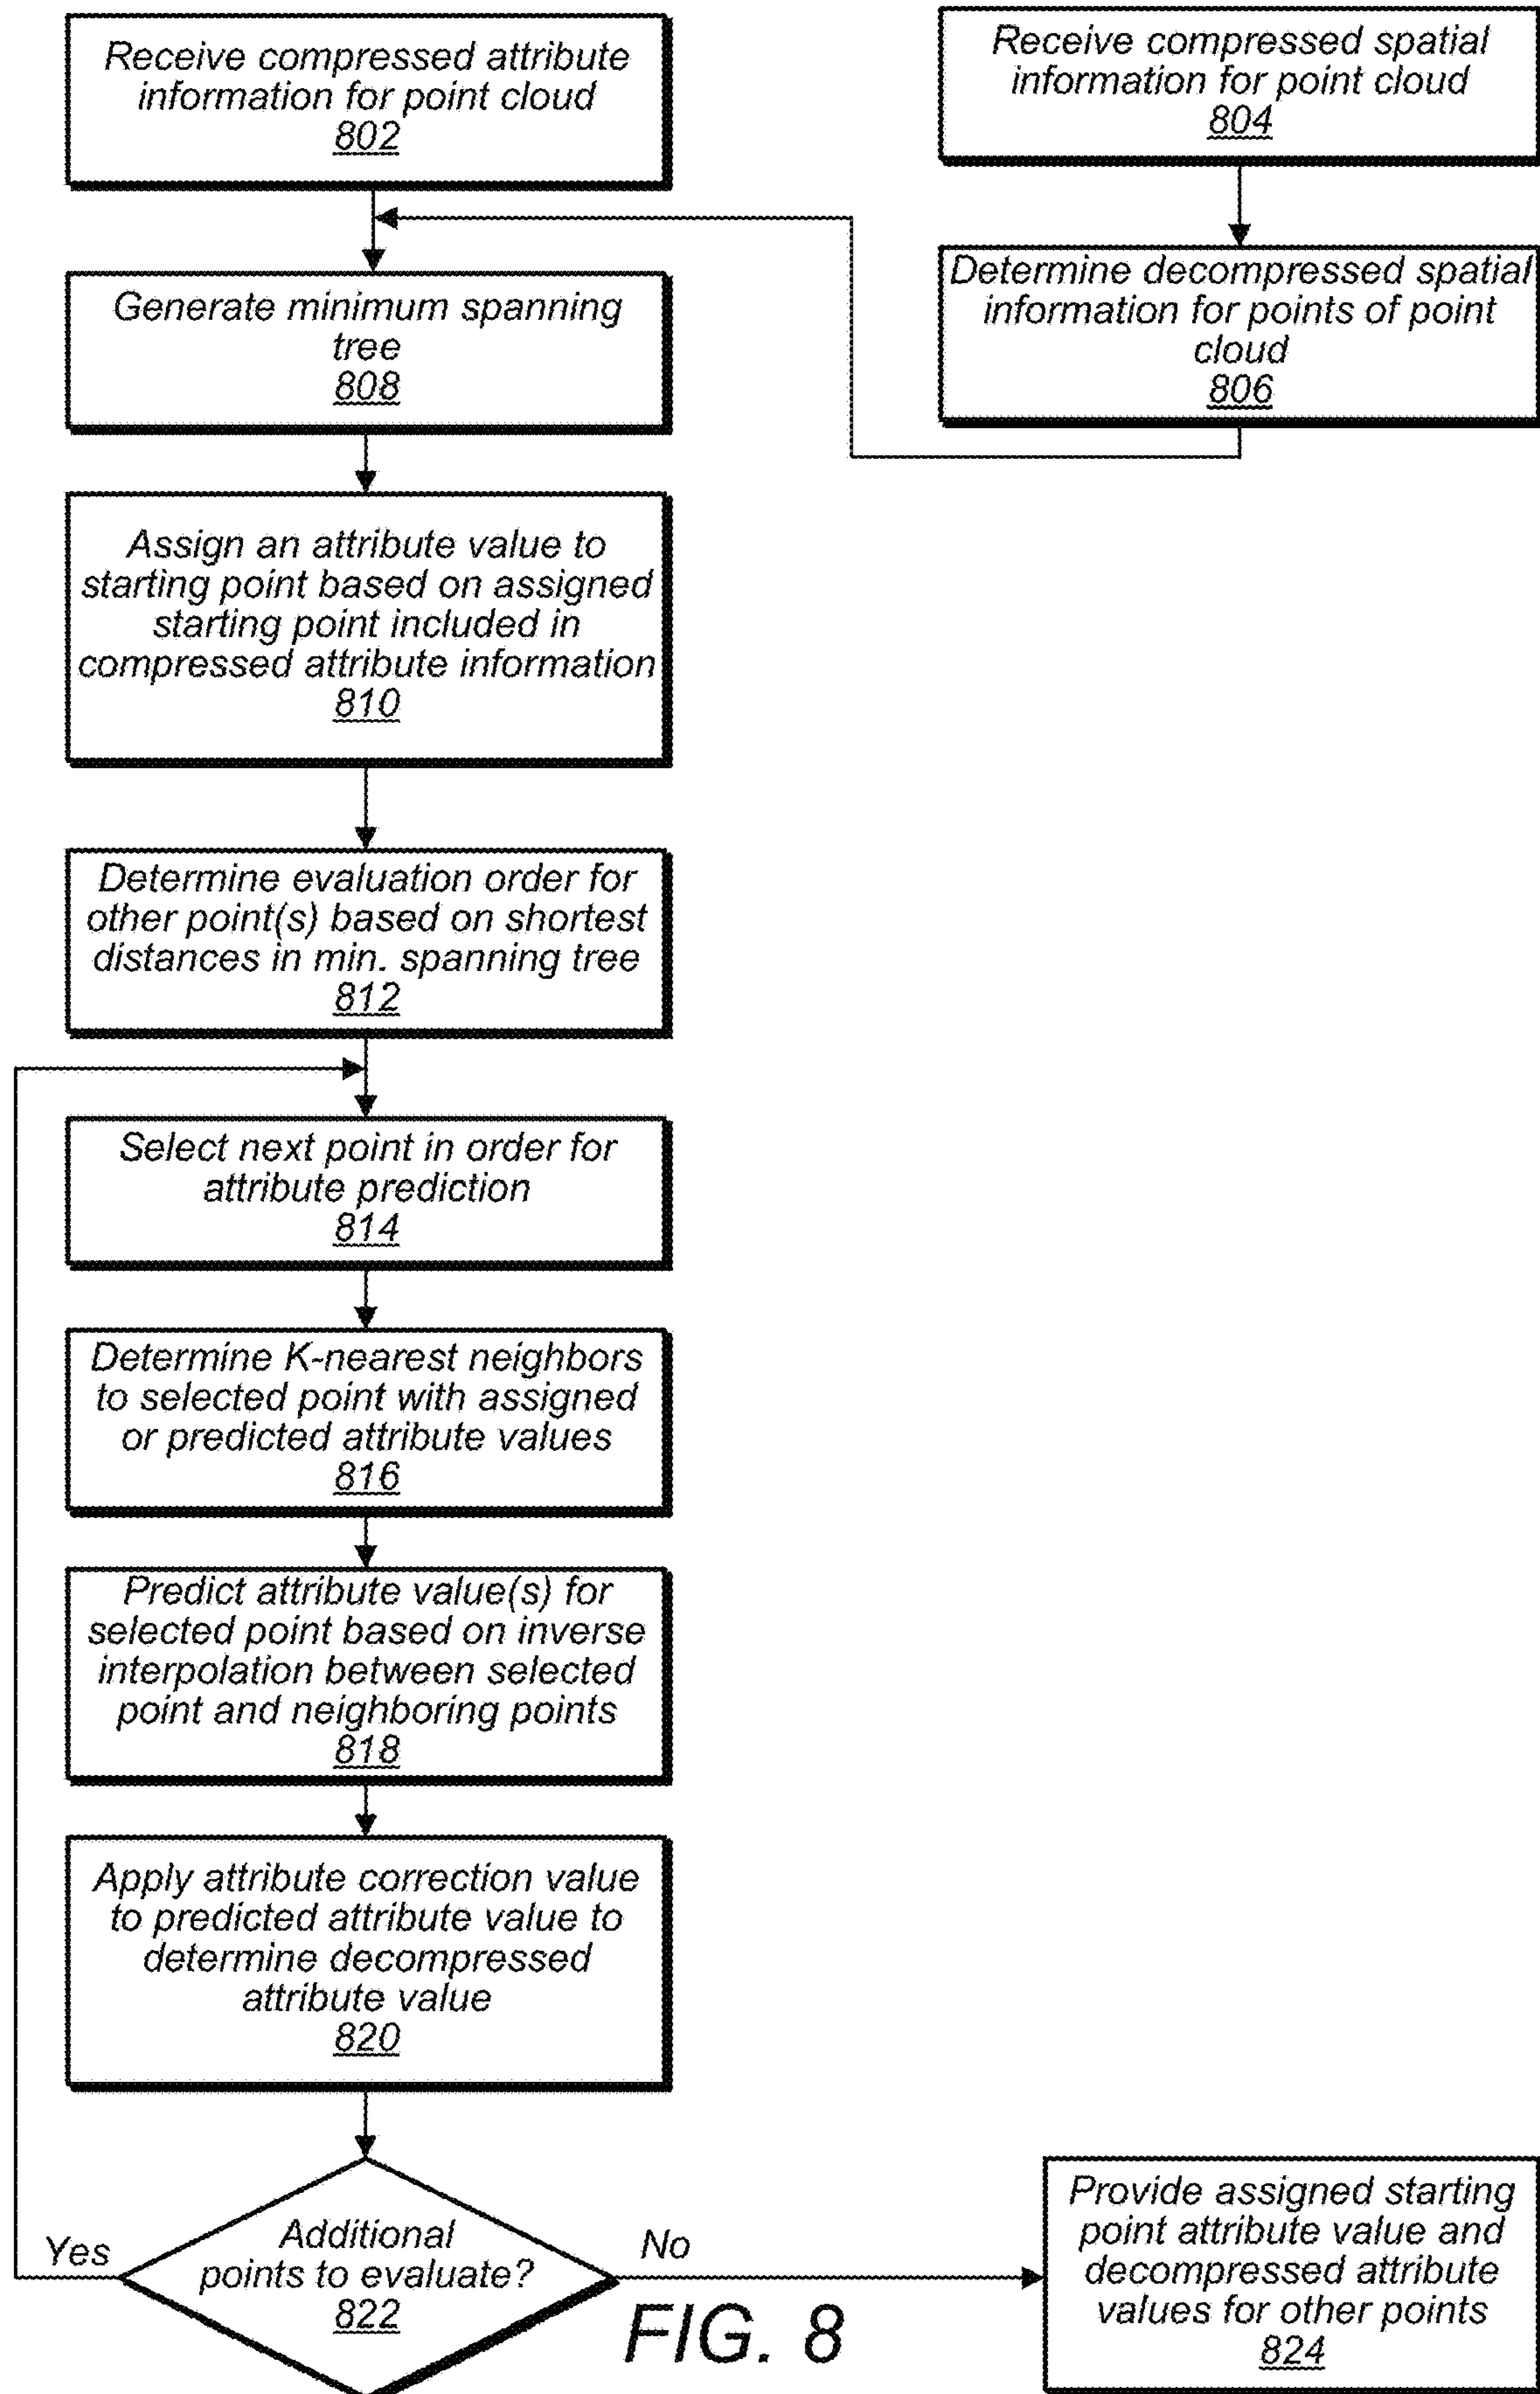 Receive compressed attribute
information for point cloud
802
Receive compressed spatial
information for point cloud
804
Determine decompressed spatial
information for points of point
cloud
806
Generate minimum spanning
tree
808
Assign an attribute value to
starting point based on assigned
starting point included in
compressed attribute information
810
Determine evaluation order for
other point(s) based on shortest
distances in min. spanning tree
812
Select next point in order for
attribute prediction
814
Determine K-nearest neighbors
to selected point with assigned
or predicted attribute values
816
Predict attribute value(s) for
selected point based on inverse
interpolation between selected
point and neighboring points
818
Apply attribute correction value
to predicted attribute value to
determine decompressed
attribute value
820
Yes
Additional
points to evaluate?
822
No
Provide assigned starting
point attribute value and
decompressed attribute
values for other points
824
FIG. 8